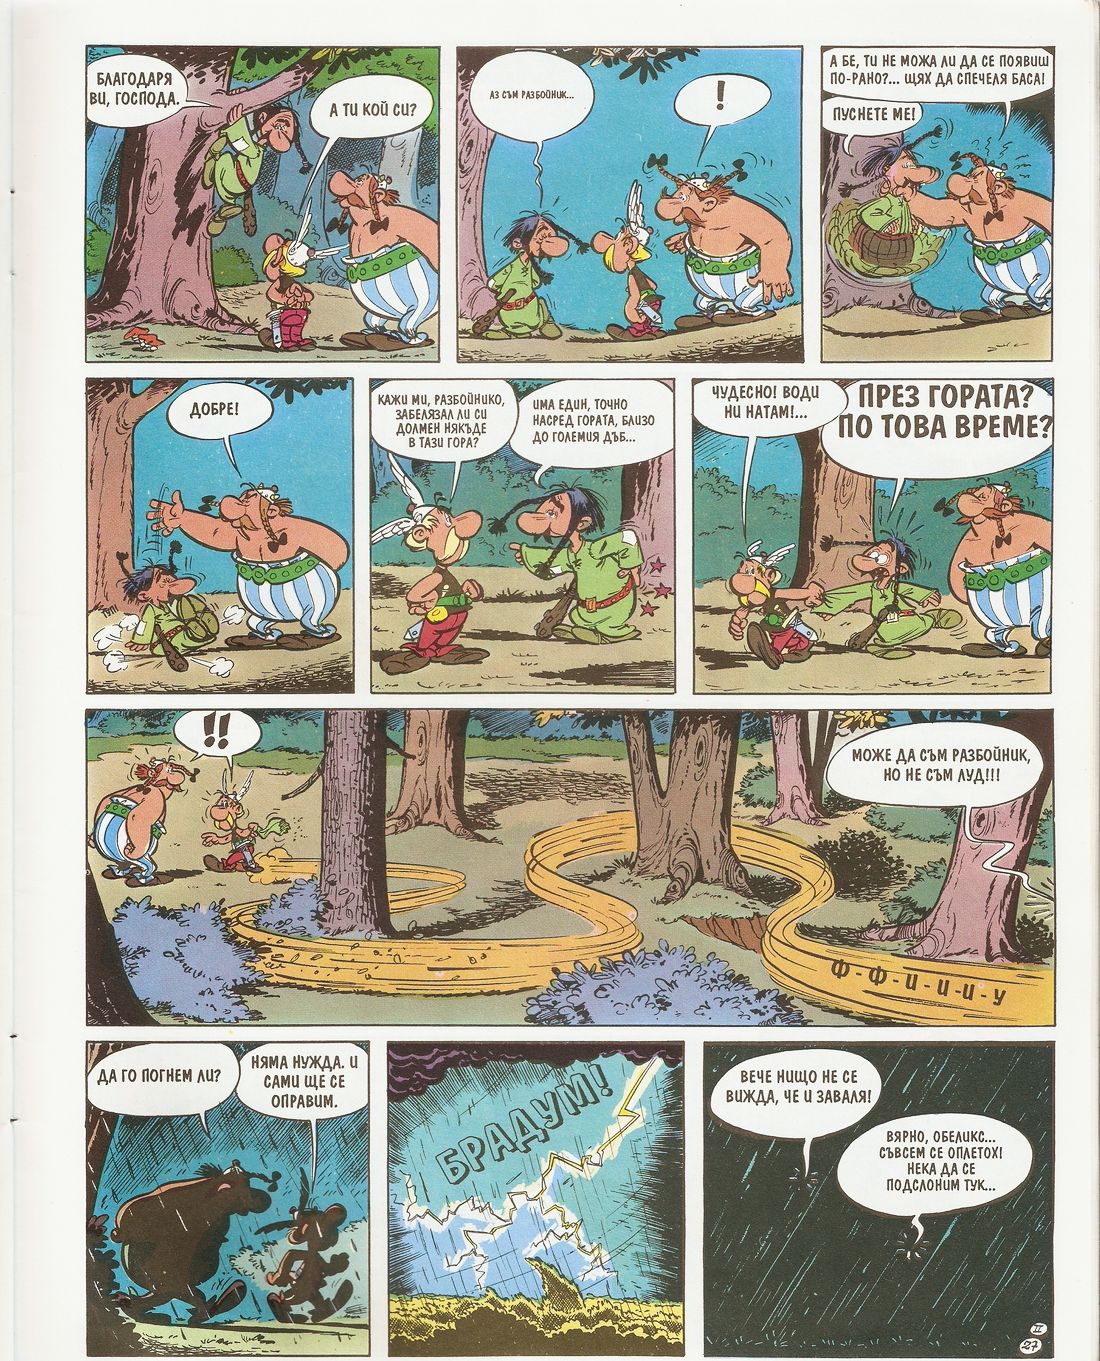 БЛАГОДАРЯ
ВИ, ГОСПОДА.
А ТИ КОЙ СИ?
АЗ СЪМ РАЗБОЙНИК...
!
А БЕ, ТИ НЕ МОЖА ЛИ ДА СЕ ПОЯВИШ
ПО-РАНО?... ЩЯХ ДА СПЕЧЕЛЯ БАСА!
ПУСНЕТЕ МЕ!
ДОБРЕ!
КАЖИ МИ, РАЗБОЙНИКО,
ЗАБЕЛЯЗАЛ ЛИ СИ
ДОЛМЕН НЯКЪДЕ
В ТАЗИ ГОРА?
ИМА ЕДИН, ТОЧНО
НАСРЕД ГОРАТА, БЛИЗО
ДО ГОЛЕМИЯ ДЪБ...
ЧУДЕСНО! ВОДИ
НИ НАТАМ!...
ПРЕЗ ГОРАТА?
ПО ТОВА ВРЕМЕ?
!!
МОЖЕ ДА СЪМ РАЗБОЙНИК,
НО НЕ СЪМ ЛУД!!!
Ф-Ф-И-И-И-У
ДА ГО ПОГНЕМ ЛИ?
НЯМА НУЖДА. И
САМИ ЩЕ СЕ
ОПРАВИМ.
БРАДУМ!
ВЕЧЕ НИЩО НЕ СЕ
ВИЖДА, ЧЕ И ЗАВАЛЯ!
ВЯРНО, ОБЕЛИКС...
СЪВСЕМ СЕ ОПЛЕТОХ!
НЕКА ДА СЕ
ПОДСЛОНИМ ТУК...
II
27